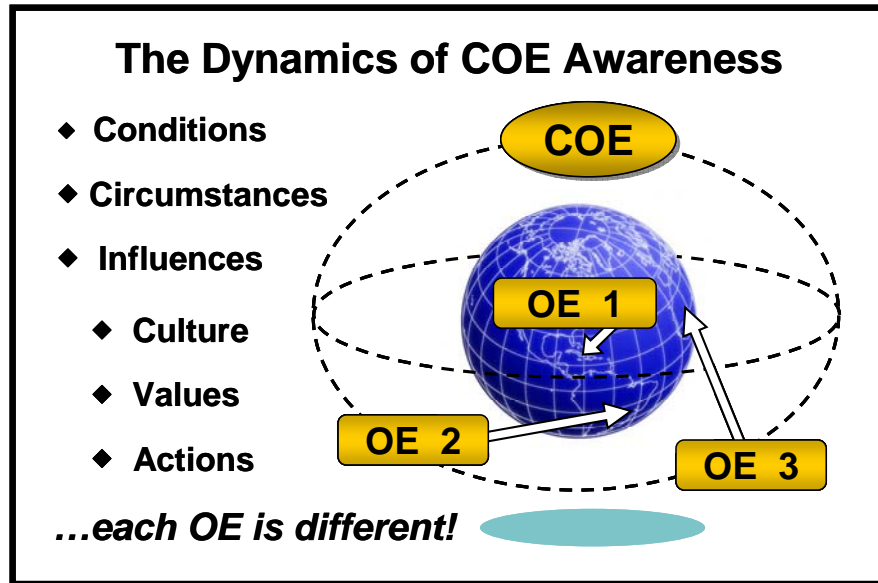 The Dynamics of COE Awareness
◆ Conditions
◆ Circumstances
◆ Influences
◆ Culture
◆ Values
◆ Actions
...each OE is different!
COE
OE 1
OE 2
OE 3